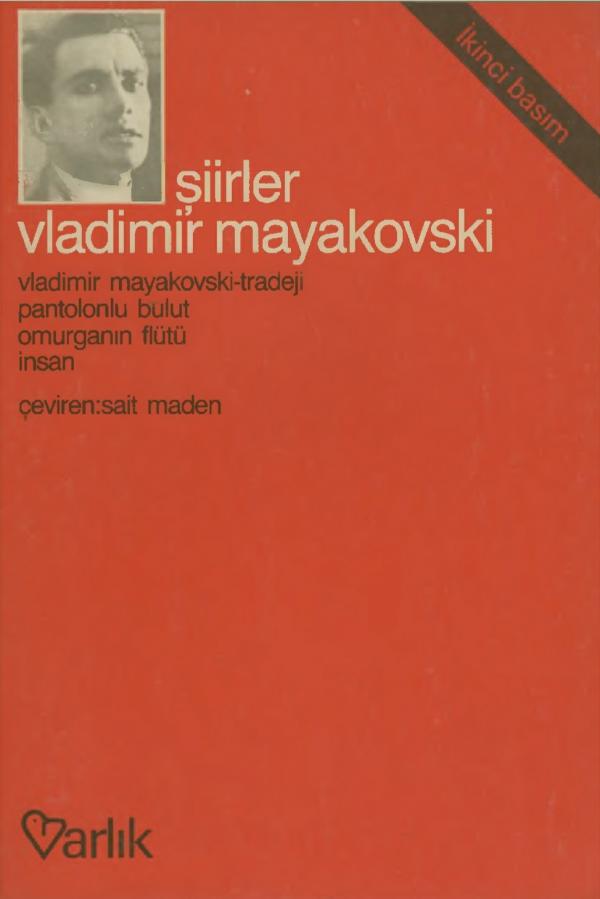 İkinci basım
şiirler
vladimir mayakovski
vladimir mayakovski-tradeji
pantolonlu bulut
omurganın flütü
insan
çeviren:sait maden
Varlık